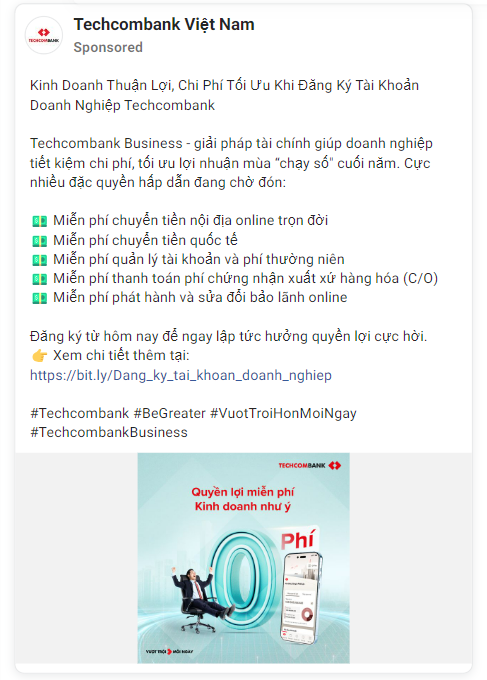 Techcombank Việt Nam
TECHCOMBANK
Sponsored
Kinh Doanh Thuận Lợi, Chi Phí Tối Ưu Khi Đăng Ký Tài Khoản
Doanh Nghiệp Techcombank
Techcombank Business - giải pháp tài chính giúp doanh nghiệp
tiết kiệm chi phí, tối ưu lợi nhuận mùa "chạy số" cuối năm. Cực
nhiều đặc quyền hấp dẫn đang chờ đón:
💵 Miễn phí chuyển tiền nội địa online trọn đời
💵 Miễn phí chuyển tiền quốc tế
💵 Miễn phí quản lý tài khoản và phí thường niên
💵 Miễn phí thanh toán phí chứng nhận xuất xứ hàng hóa (C/O)
💵 Miễn phí phát hành và sửa đổi bảo lãnh online
Đăng ký từ hôm nay để ngay lập tức hưởng quyền lợi cực hời.
👉 Xem chi tiết thêm tại:
https://bit.ly/Dang_ky_tai_khoan_doanh_nghiep
#Techcombank #BeGreater #VuotTroiHonMoiNgay
#TechcombankBusiness
TECHCOMBANK
Quyền lợi miễn phí
Kinh doanh như ý
0
Phí
VƯỢT TRỘI MỖI NGAY